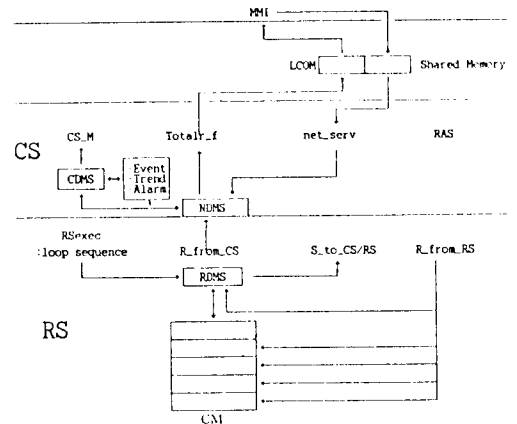 MMI
LCOM
Shared Memory
CS
CS_M
Totalr_f
net_serv
RAS
CDMS
Event
Trend
Alarm
NDMS
RSexec
:loop sequence
R_from_CS
S_to_CS/RS
R_from_RS
RDMS
RS
CM